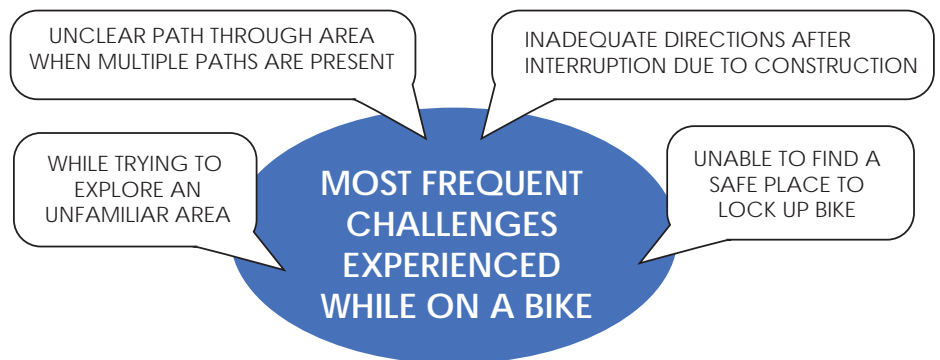 UNCLEAR PATH THROUGH AREA
WHEN MULTIPLE PATHS ARE PRESENT
INADEQUATE DIRECTIONS AFTER
INTERRUPTION DUE TO CONSTRUCTION
WHILE TRYING TO
EXPLORE AN
UNFAMILIAR AREA
MOST FREQUENT
CHALLENGES
EXPERIENCED
WHILE ON A BIKE
UNABLE TO FIND A
SAFE PLACE TO
LOCK UP BIKE